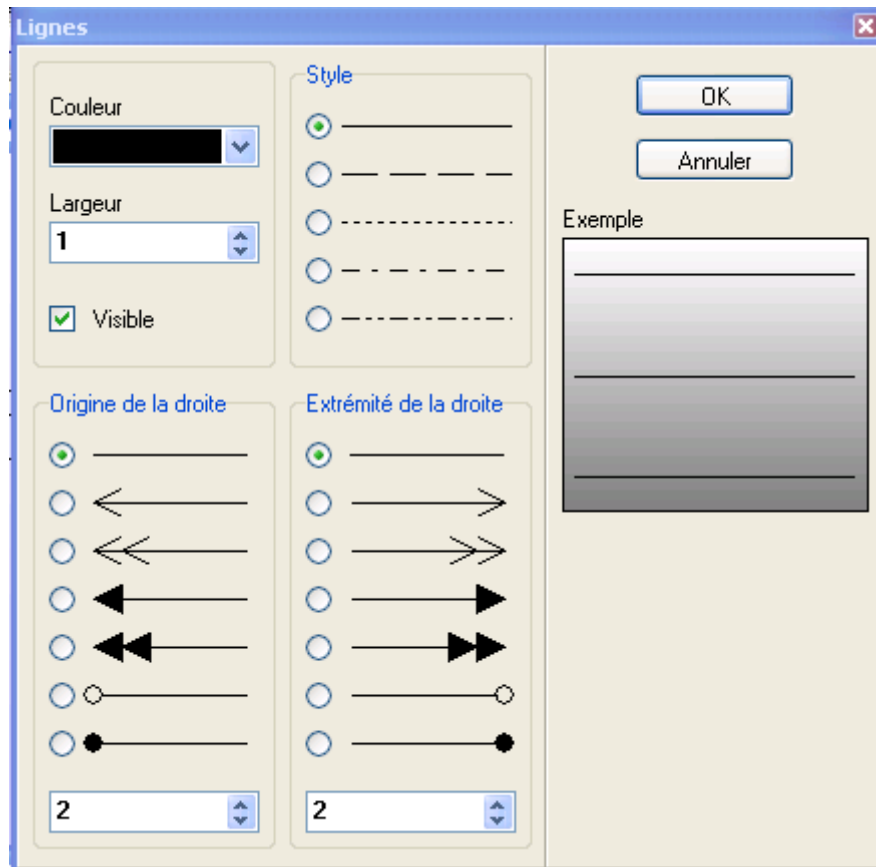 Lignes
Couleur
Largeur
1
Visible
Style
OK
Annuler
Exemple
Origine de la droite
2
Extrémité de la droite
2